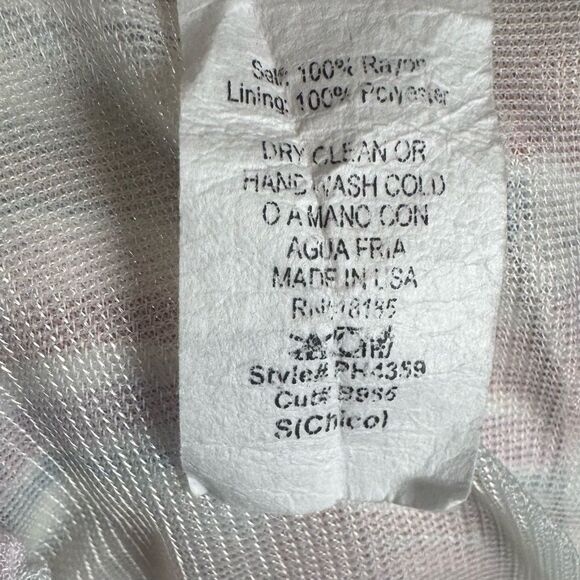 Self: 100% Rayon
Lining: 100% Polyester
DRY CLEAN OR
HAND WASH COLD
O A MANO CON
AGUA FRIA
MADE IN USA
Style# PH4359
Cut#
S(Chico)